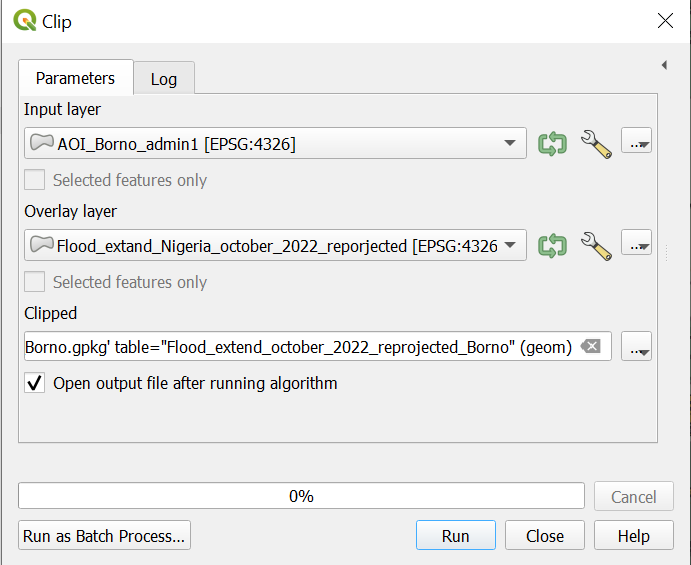 Clip
Parameters
Log
Input layer
AOI_Borno_admin1 [EPSG:4326]
...
Selected features only
Overlay layer
Flood_extand_Nigeria_october_2022_reporjected [EPSG:4326
...
Selected features only
Clipped
Borno.gpkg' table="Flood_extend_october_2022_reprojected_Borno" (geom)
...
Open output file after running algorithm
0%
Cancel
Run as Batch Process...
Run
Close
Help